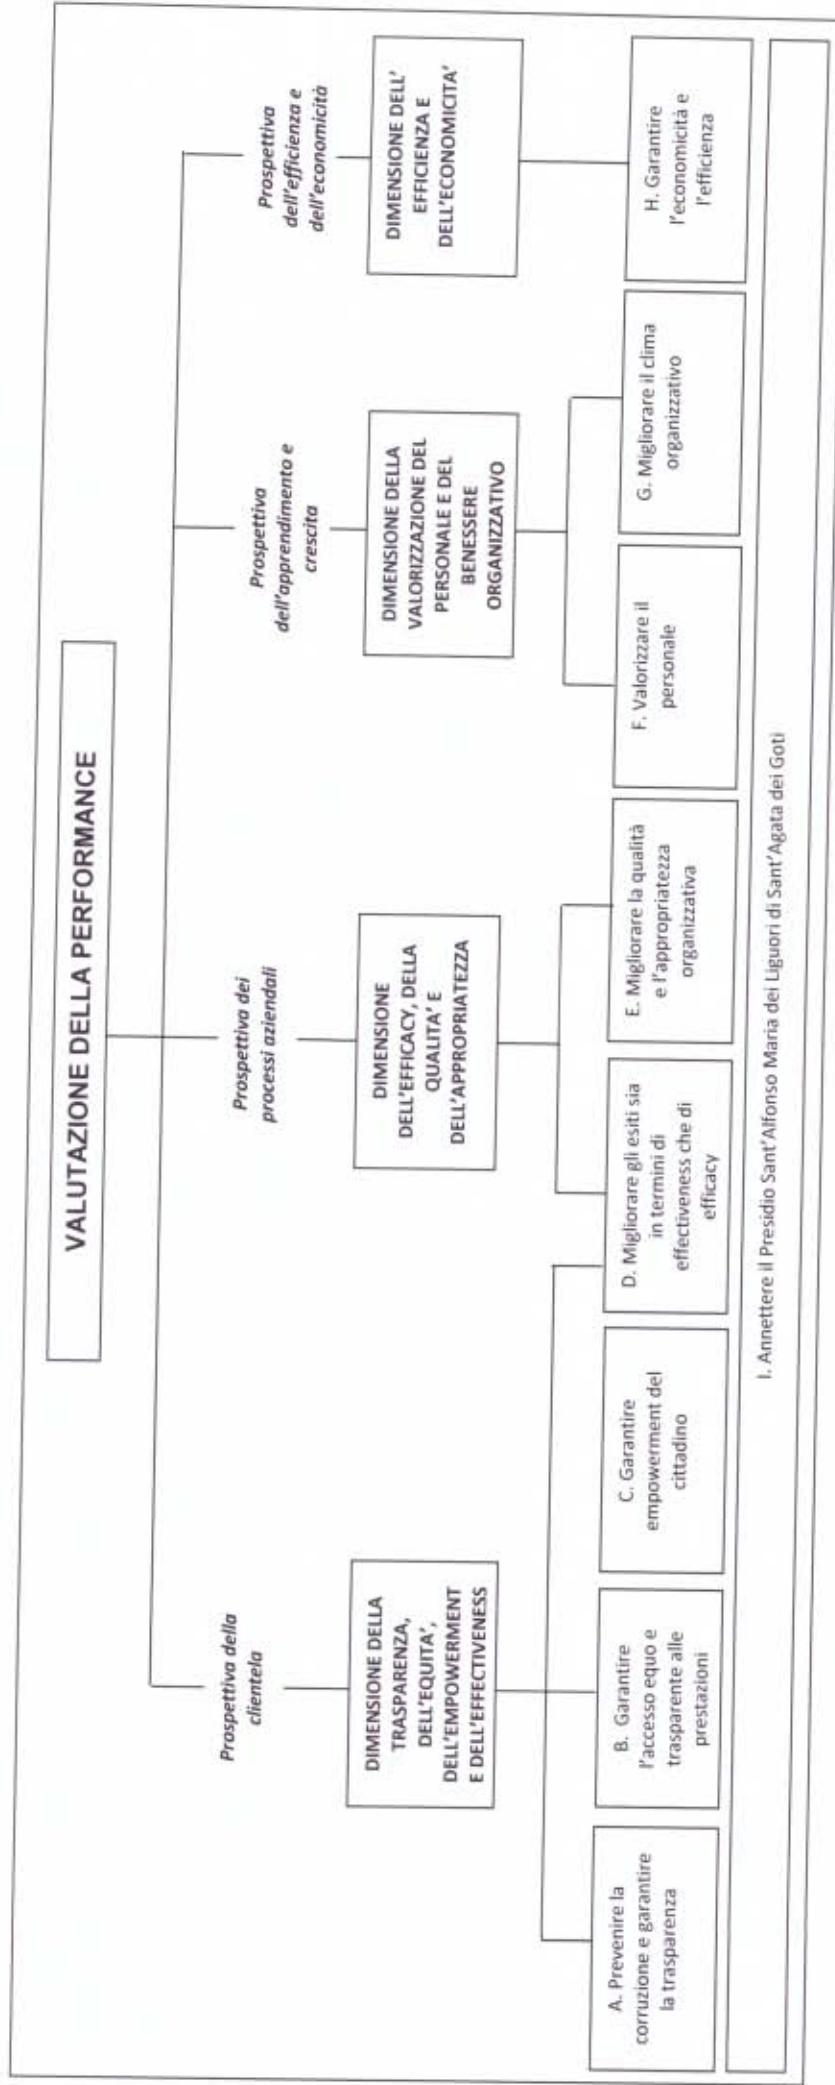 VALUTAZIONE DELLA PERFORMANCE
Prospettiva della
clientela
Prospettiva dei
processi aziendali
Prospettiva
dell'apprendimento e
crescita
Prospettiva
dell'efficienza e
dell'economicità
DIMENSIONE DELLA
TRASPARENZA,
DELL'EQUITA',
DELL'EMPOWERMENT
E DELL'EFFECTIVENESS
DIMENSIONE
DELL'EFFICACY, DELLA
QUALITA' E
DELL'APPROPRIATEZZA
DIMENSIONE DELLA
VALORIZZAZIONE DEL
PERSONALE E DEL
BENESSERE
ORGANIZZATIVO
DIMENSIONE DELL'
EFFICIENZA E
DELL'ECONOMICITA'
A. Prevenire la
corruzione e garantire
la trasparenza
B. Garantire
l'accesso equo e
trasparente alle
prestazioni
C. Garantire
empowerment del
cittadino
D. Migliorare gli esiti sia
in termini di
effectiveness che di
efficacy
E. Migliorare la qualità
e l'appropriatezza
organizzativa
F. Valorizzare il
personale
G. Migliorare il clima
organizzativo
H. Garantire
l'economicità e
l'efficienza
I. Annettere il Presidio Sant'Alfonso Maria dei Liguori di Sant'Agata dei Goti